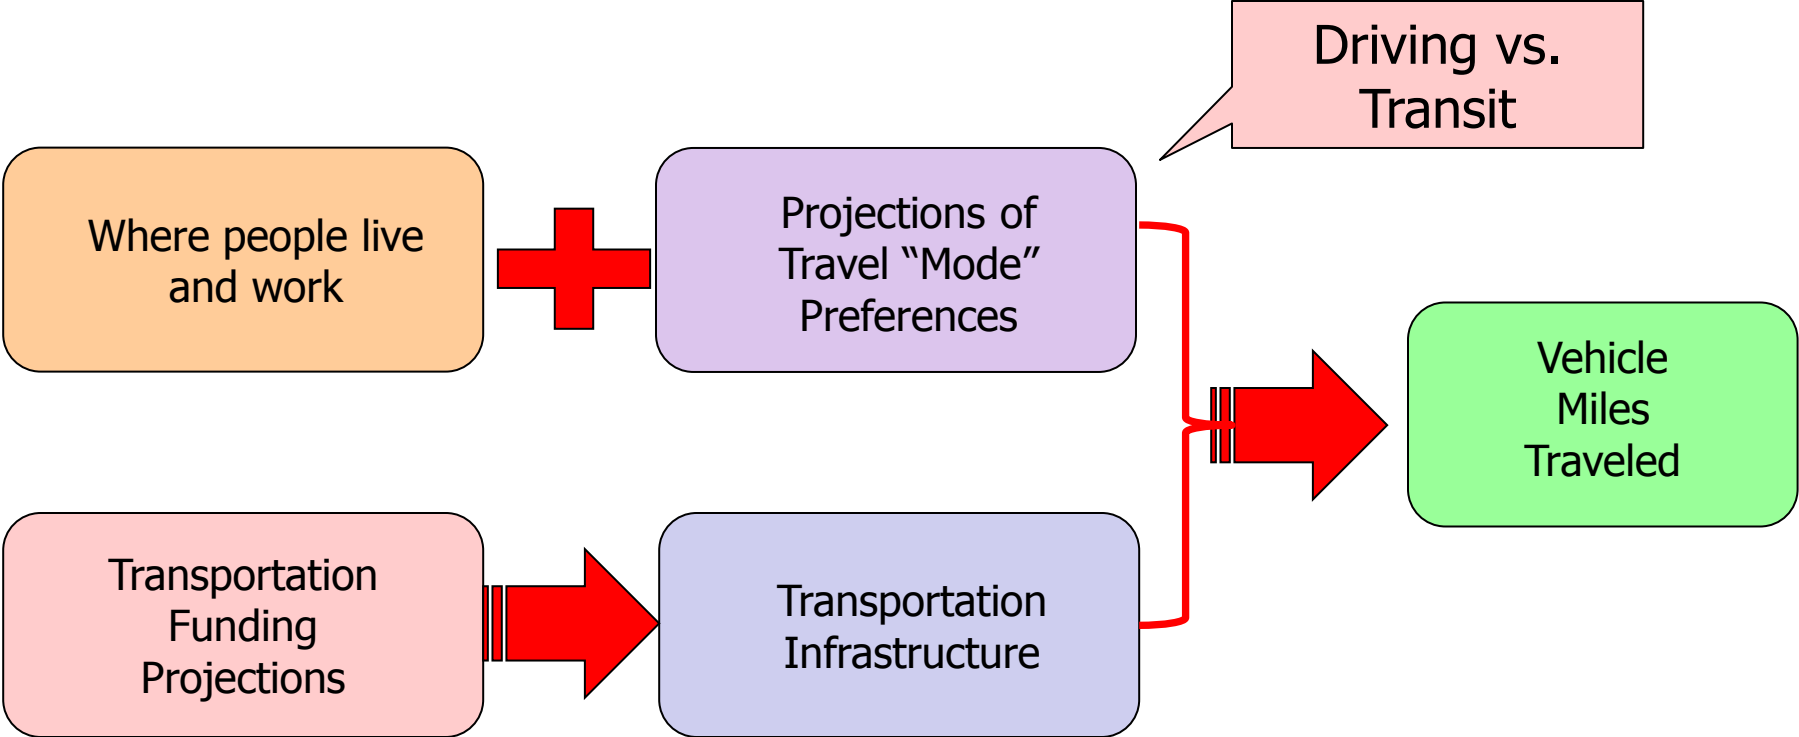 Driving vs.
Transit
Where people live
and work
Projections of
Travel “Mode”
Preferences
Vehicle
Miles
Traveled
Transportation
Funding
Projections
Transportation
Infrastructure